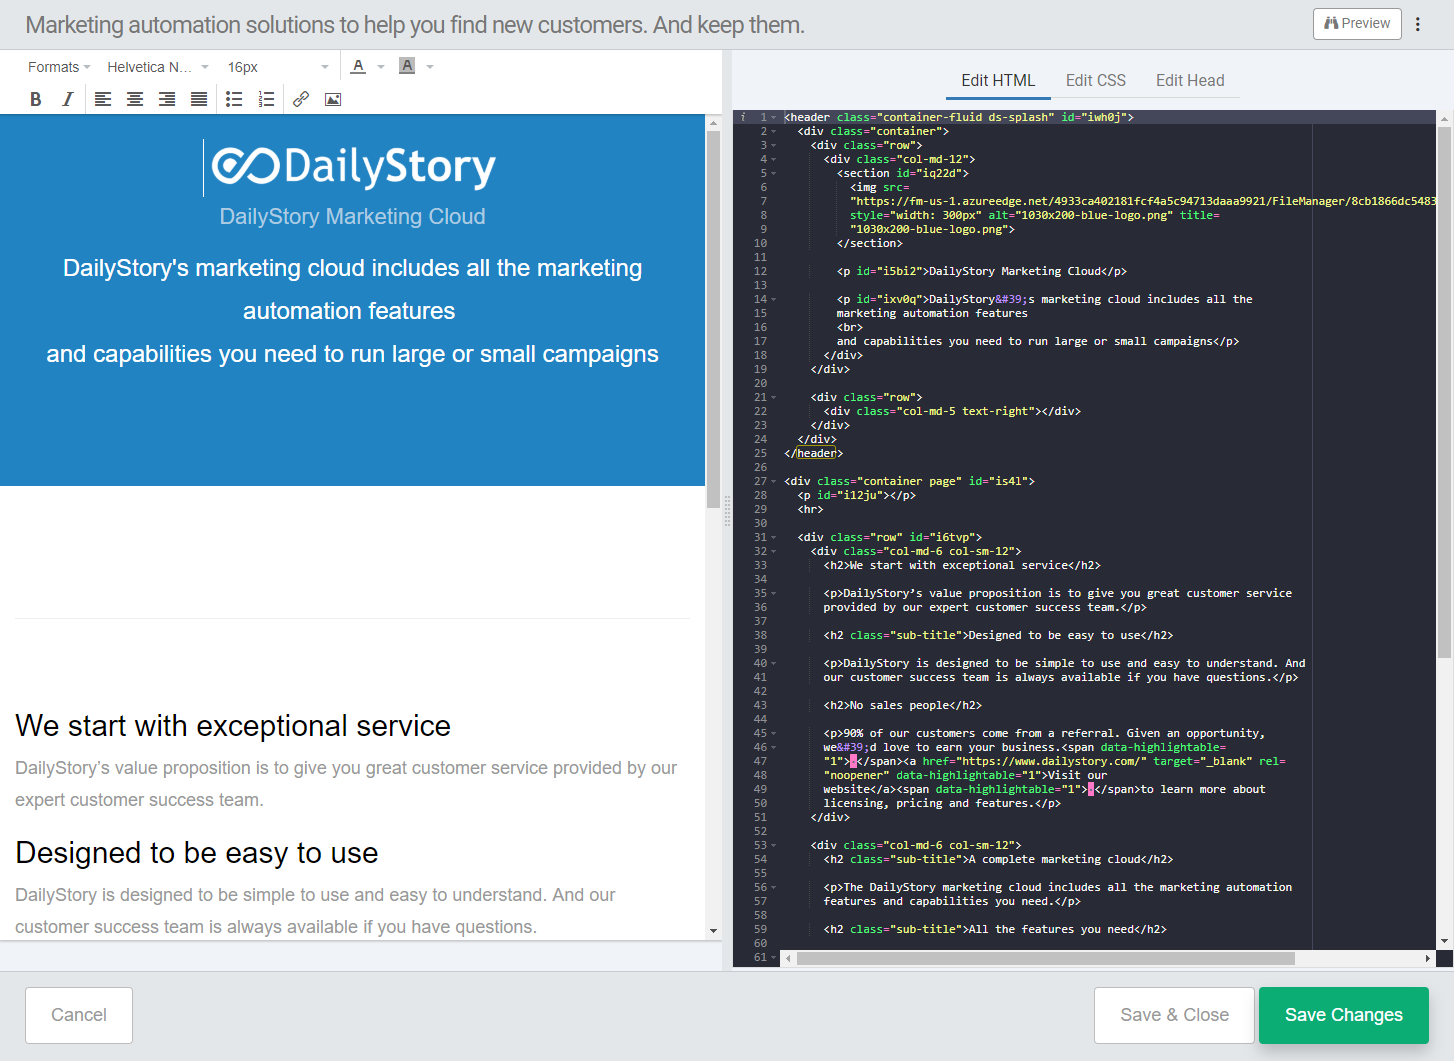 Marketing automation solutions to help you find new customers. And keep them.
Preview
Formats Helvetica N... 16px A A
B I
DailyStory
DailyStory Marketing Cloud
DailyStory's marketing cloud includes all the marketing
automation features
and capabilities you need to run large or small campaigns
We start with exceptional service
DailyStory’s value proposition is to give you great customer service provided by our
expert customer success team.
Designed to be easy to use
DailyStory is designed to be simple to use and easy to understand. And our
customer success team is always available if you have questions.
Edit HTML Edit CSS Edit Head
i 1 <header class="container-fluid ds-splash" id="iwh0j">
2 <div class="container">
3 <div class="row">
4 <div class="col-md-12">
5 <section id="iq22d">
6 <img src=
7 "https://fm-us-1.azureedge.net/4933ca402181fcf4a5c94713daaa9921/FileManager/8cb1866dc5483
8 style="width: 300px" alt="1030x200-blue-logo.png" title=
9 "1030x200-blue-logo.png">
10 </section>
11
12 <p id="i5bi2">DailyStory Marketing Cloud</p>
13
14 <p id="ixv0q">DailyStory&#39;s marketing cloud includes all the
15 marketing automation features
16 <br>
17 and capabilities you need to run large or small campaigns</p>
18 </div>
19 </div>
20
21 <div class="row">
22 <div class="col-md-5 text-right"></div>
23 </div>
24 </div>
25 </header>
26
27 <div class="container page" id="is4l">
28 <p id="i12ju"></p>
29 <hr>
30
31 <div class="row" id="i6tvp">
32 <div class="col-md-6 col-sm-12">
33 <h2>We start with exceptional service</h2>
34
35 <p>DailyStory’s value proposition is to give you great customer service
36 provided by our expert customer success team.</p>
37
38 <h2 class="sub-title">Designed to be easy to use</h2>
39
40 <p>DailyStory is designed to be simple to use and easy to understand. And
41 our customer success team is always available if you have questions.</p>
42
43 <h2>No sales people</h2>
44
45 <p>90% of our customers come from a referral. Given an opportunity,
46 we&#39;d love to earn your business.<span data-highlightable=
47 "1"> </span><a href="https://www.dailystory.com/" target="_blank" rel=
48 "noopener" data-highlightable="1">Visit our
49 website</a><span data-highlightable="1"> </span>to learn more about
50 licensing, pricing and features.</p>
51 </div>
52
53 <div class="col-md-6 col-sm-12">
54 <h2 class="sub-title">A complete marketing cloud</h2>
55
56 <p>The DailyStory marketing cloud includes all the marketing automation
57 features and capabilities you need.</p>
58
59 <h2 class="sub-title">All the features you need</h2>
60
61
Cancel
Save & Close
Save Changes